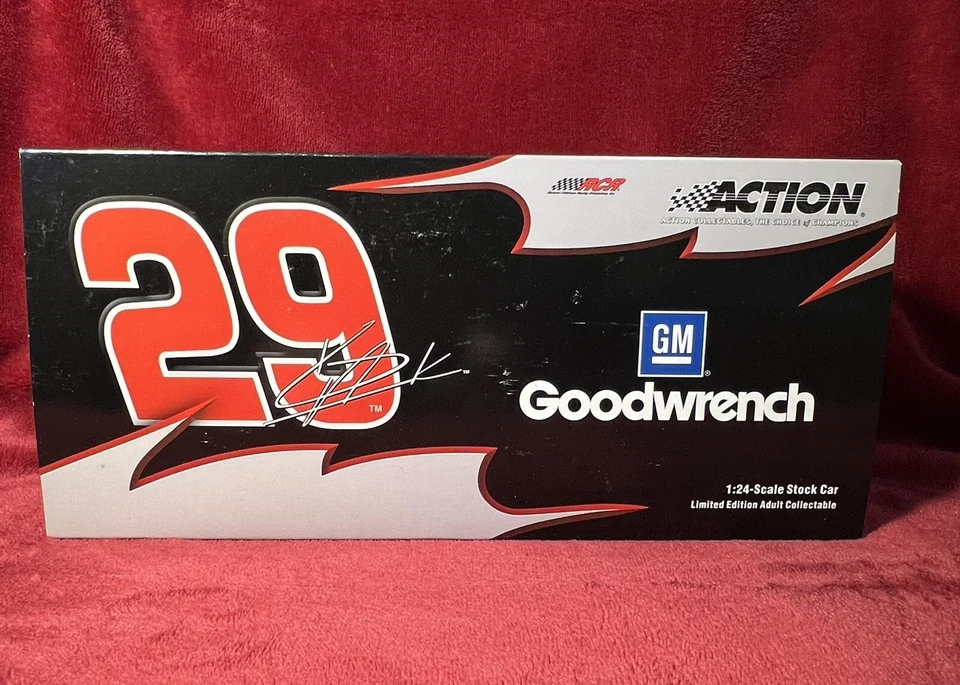 29
TM
RCR
ACTION
ACTION COLLECTABLES, THE CHOICE of CHAMPIONS
GM
Goodwrench
1:24-Scale Stock Car
Limited Edition Adult Collectable